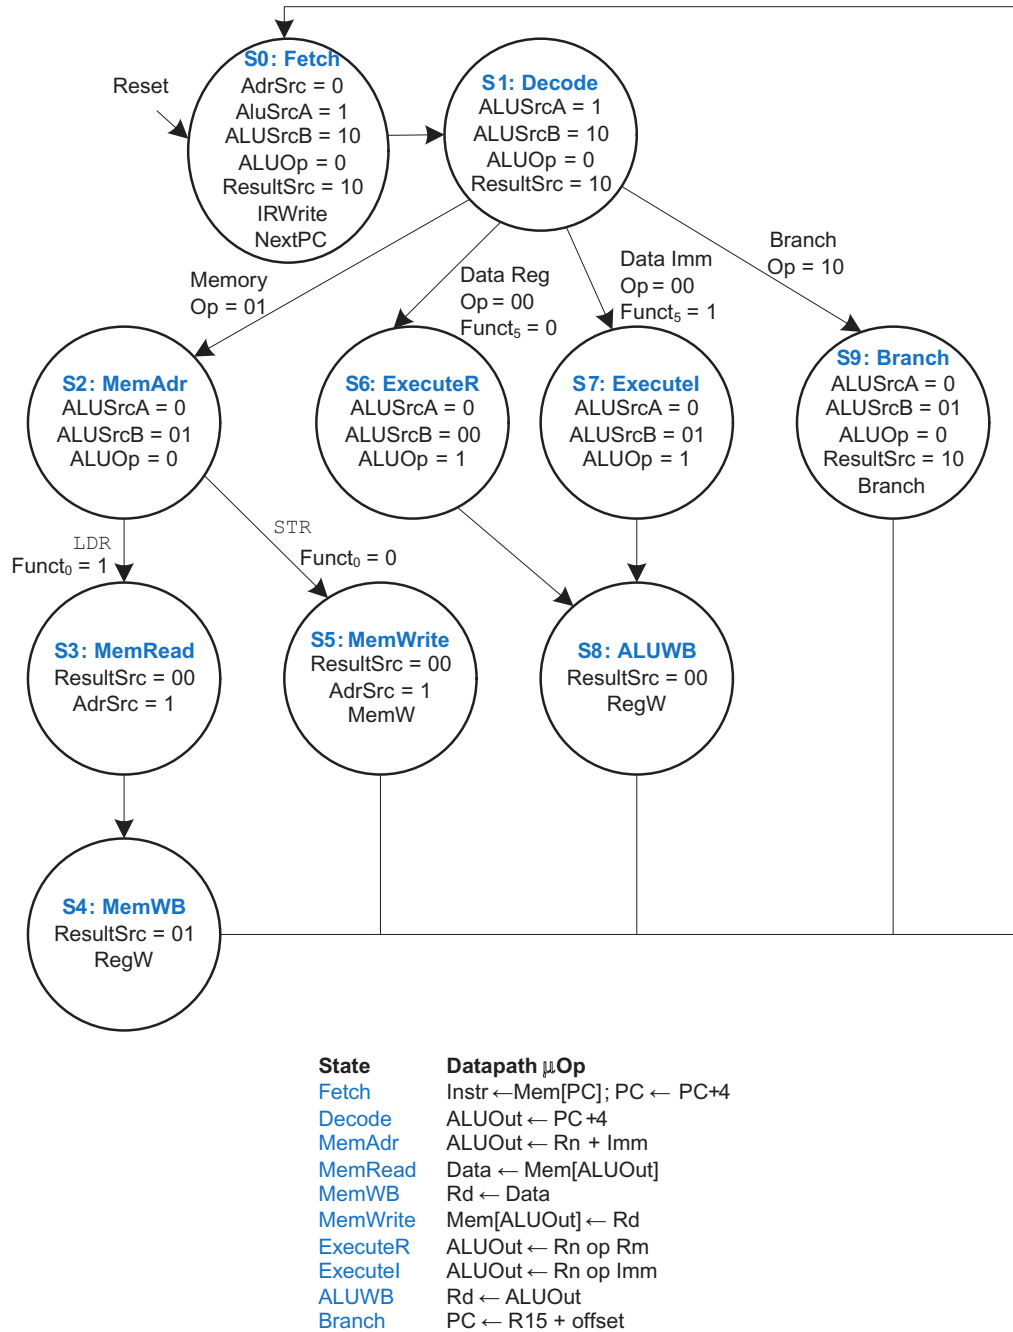 S0: Fetch
AdrSrc = 0
AluSrcA = 1
ALUSrcB = 10
ALUOp = 0
ResultSrc = 10
IRWrite
NextPC
Reset
S1: Decode
ALUSrcA = 1
ALUSrcB = 10
ALUOp = 0
ResultSrc = 10
Memory
Op = 01
Data Reg
Op = 00
Funct₅ = 0
Data Imm
Op = 00
Funct₅ = 1
Branch
Op = 10
S2: MemAdr
ALUSrcA = 0
ALUSrcB = 01
ALUOp = 0
S6: ExecuteR
ALUSrcA = 0
ALUSrcB = 00
ALUOp = 1
S7: ExecuteI
ALUSrcA = 0
ALUSrcB = 01
ALUOp = 1
S9: Branch
ALUSrcA = 0
ALUSrcB = 01
ALUOp = 0
ResultSrc = 10
Branch
LDR
Funct₀ = 1
STR
Funct₀ = 0
S3: MemRead
ResultSrc = 00
AdrSrc = 1
S5: MemWrite
ResultSrc = 00
AdrSrc = 1
MemW
S8: ALUWB
ResultSrc = 00
RegW
S4: MemWB
ResultSrc = 01
RegW
State Datapath μOp
Fetch Instr ←Mem[PC]; PC ← PC+4
Decode ALUOut ← PC+4
MemAdr ALUOut ← Rn + Imm
MemRead Data ← Mem[ALUOut]
MemWB Rd ← Data
MemWrite Mem[ALUOut] ← Rd
ExecuteR ALUOut ← Rn op Rm
ExecuteI ALUOut ← Rn op Imm
ALUWB Rd ← ALUOut
Branch PC ← R15 + offset